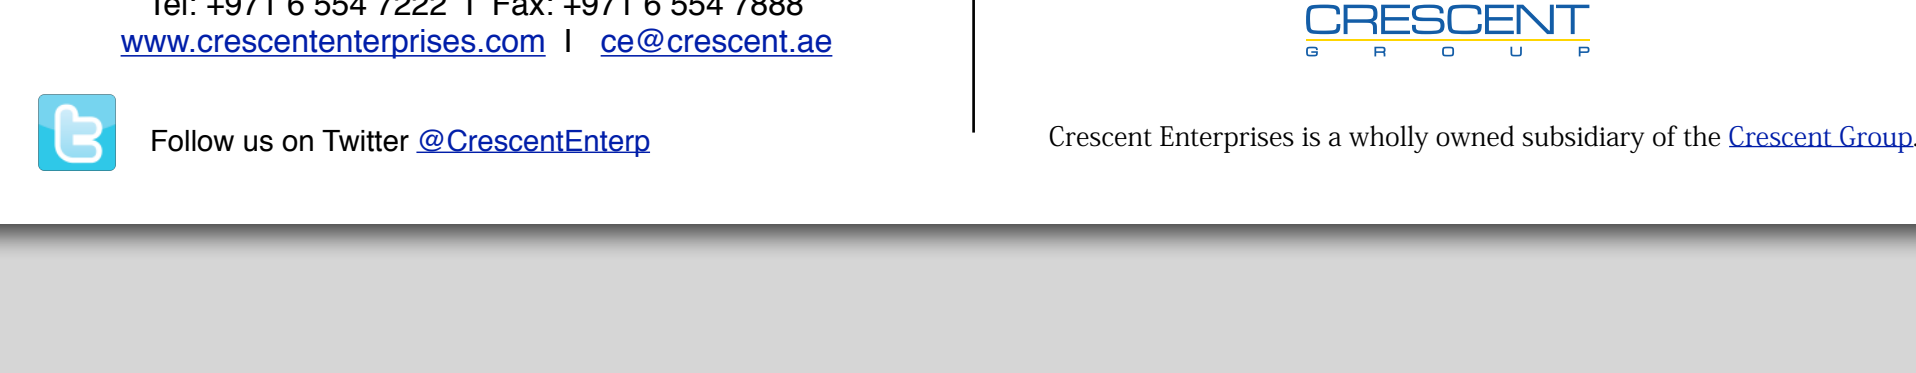 Tel: +971 6 554 7222 I Fax: +971 6 554 7888
www.crescententerprises.com I ce@crescent.ae
Follow us on Twitter @CrescentEnterp
CRESCENT
GROUP
Crescent Enterprises is a wholly owned subsidiary of the Crescent Group.